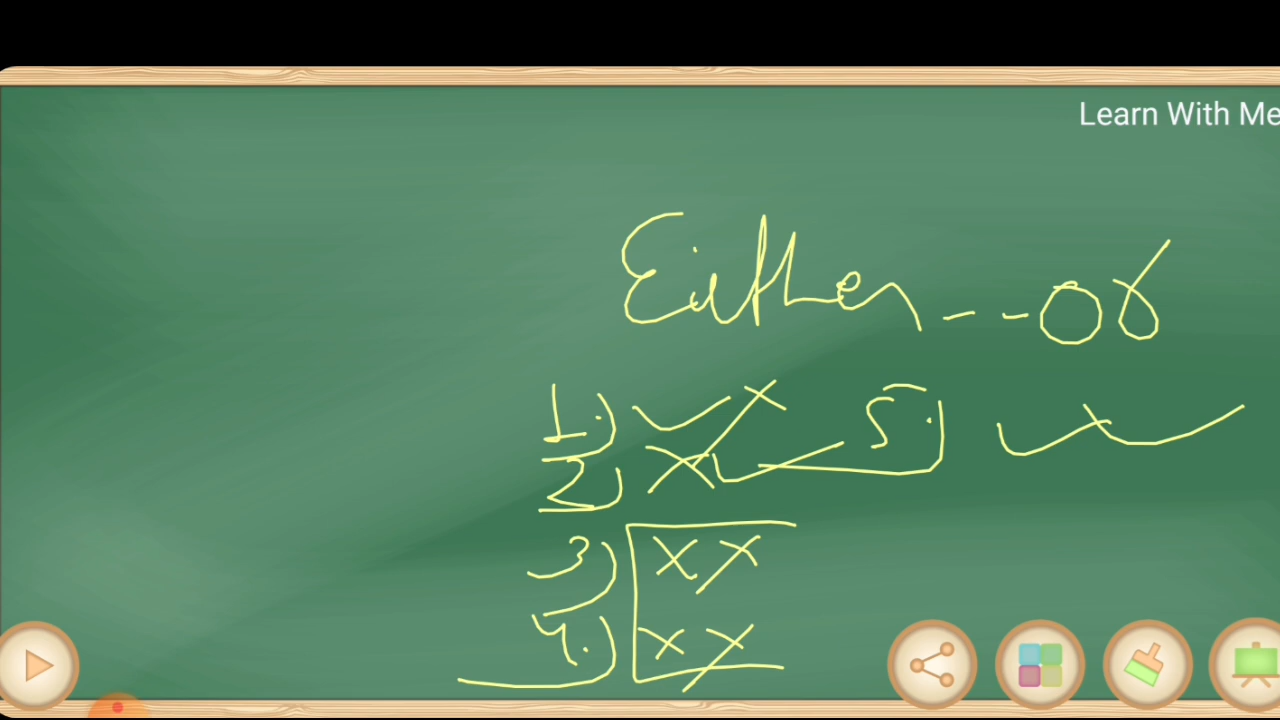 Learn With Me
Either -- or
1.) ✓ ×
2) × ✓
5.) ✓ ✓
3) × ×
4.) × ×